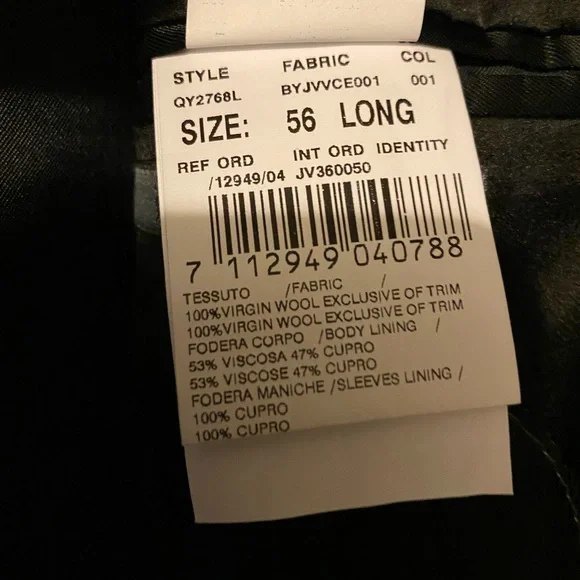 STYLE FABRIC COL
QY2768L BYJVVCE001 001
SIZE: 56 LONG
REF ORD INT ORD IDENTITY
/12949/04 JV360050
7 112949 040788
TESSUTO /FABRIC /
100%VIRGIN WOOL EXCLUSIVE OF TRIM
100%VIRGIN WOOL EXCLUSIVE OF TRIM
FODERA CORPO /BODY LINING /
53% VISCOSA 47% CUPRO
53% VISCOSE 47% CUPRO
FODERA MANICHE /SLEEVES LINING /
100% CUPRO
100% CUPRO